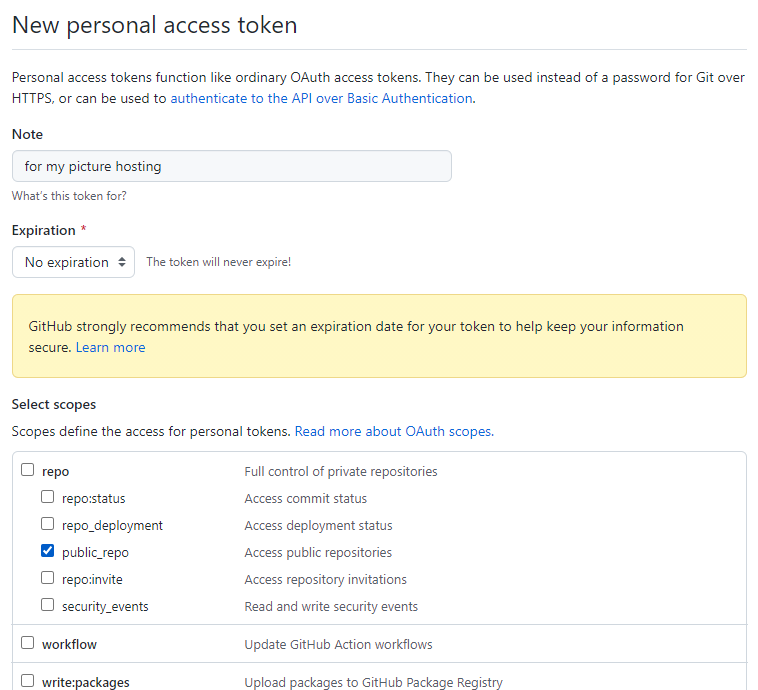 New personal access token
Personal access tokens function like ordinary OAuth access tokens. They can be used instead of a password for Git over
HTTPS, or can be used to authenticate to the API over Basic Authentication.
Note
for my picture hosting
What's this token for?
Expiration *
No expiration The token will never expire!
GitHub strongly recommends that you set an expiration date for your token to help keep your information
secure. Learn more
Select scopes
Scopes define the access for personal tokens. Read more about OAuth scopes.
repo Full control of private repositories
repo:status Access commit status
repo_deployment Access deployment status
public_repo Access public repositories
repo:invite Access repository invitations
security_events Read and write security events
workflow Update GitHub Action workflows
write:packages Upload packages to GitHub Package Registry